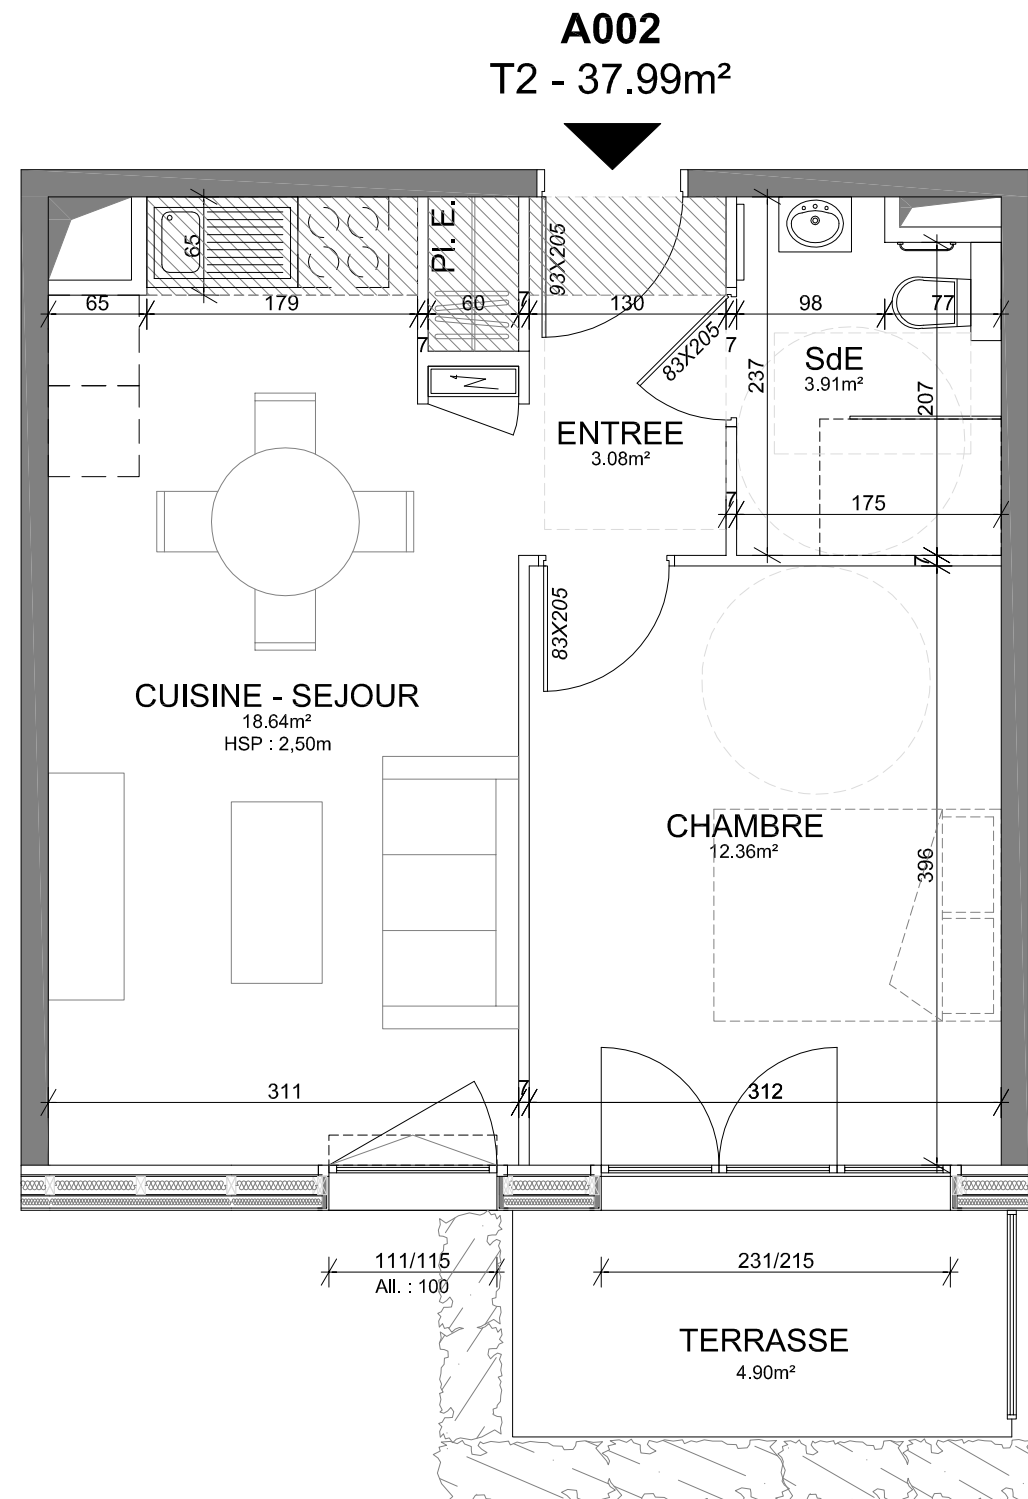 A002
T2 - 37.99m²
Pl. E.
93X205
65
65
179
60
7
130
98
77
7
7
83X205
237
SdE
3.91m²
207
ENTREE
3.08m²
7
175
7
83X205
CUISINE - SEJOUR
18.64m²
HSP : 2,50m
CHAMBRE
12.36m²
396
311
7
312
111/115
All. : 100
231/215
TERRASSE
4.90m²